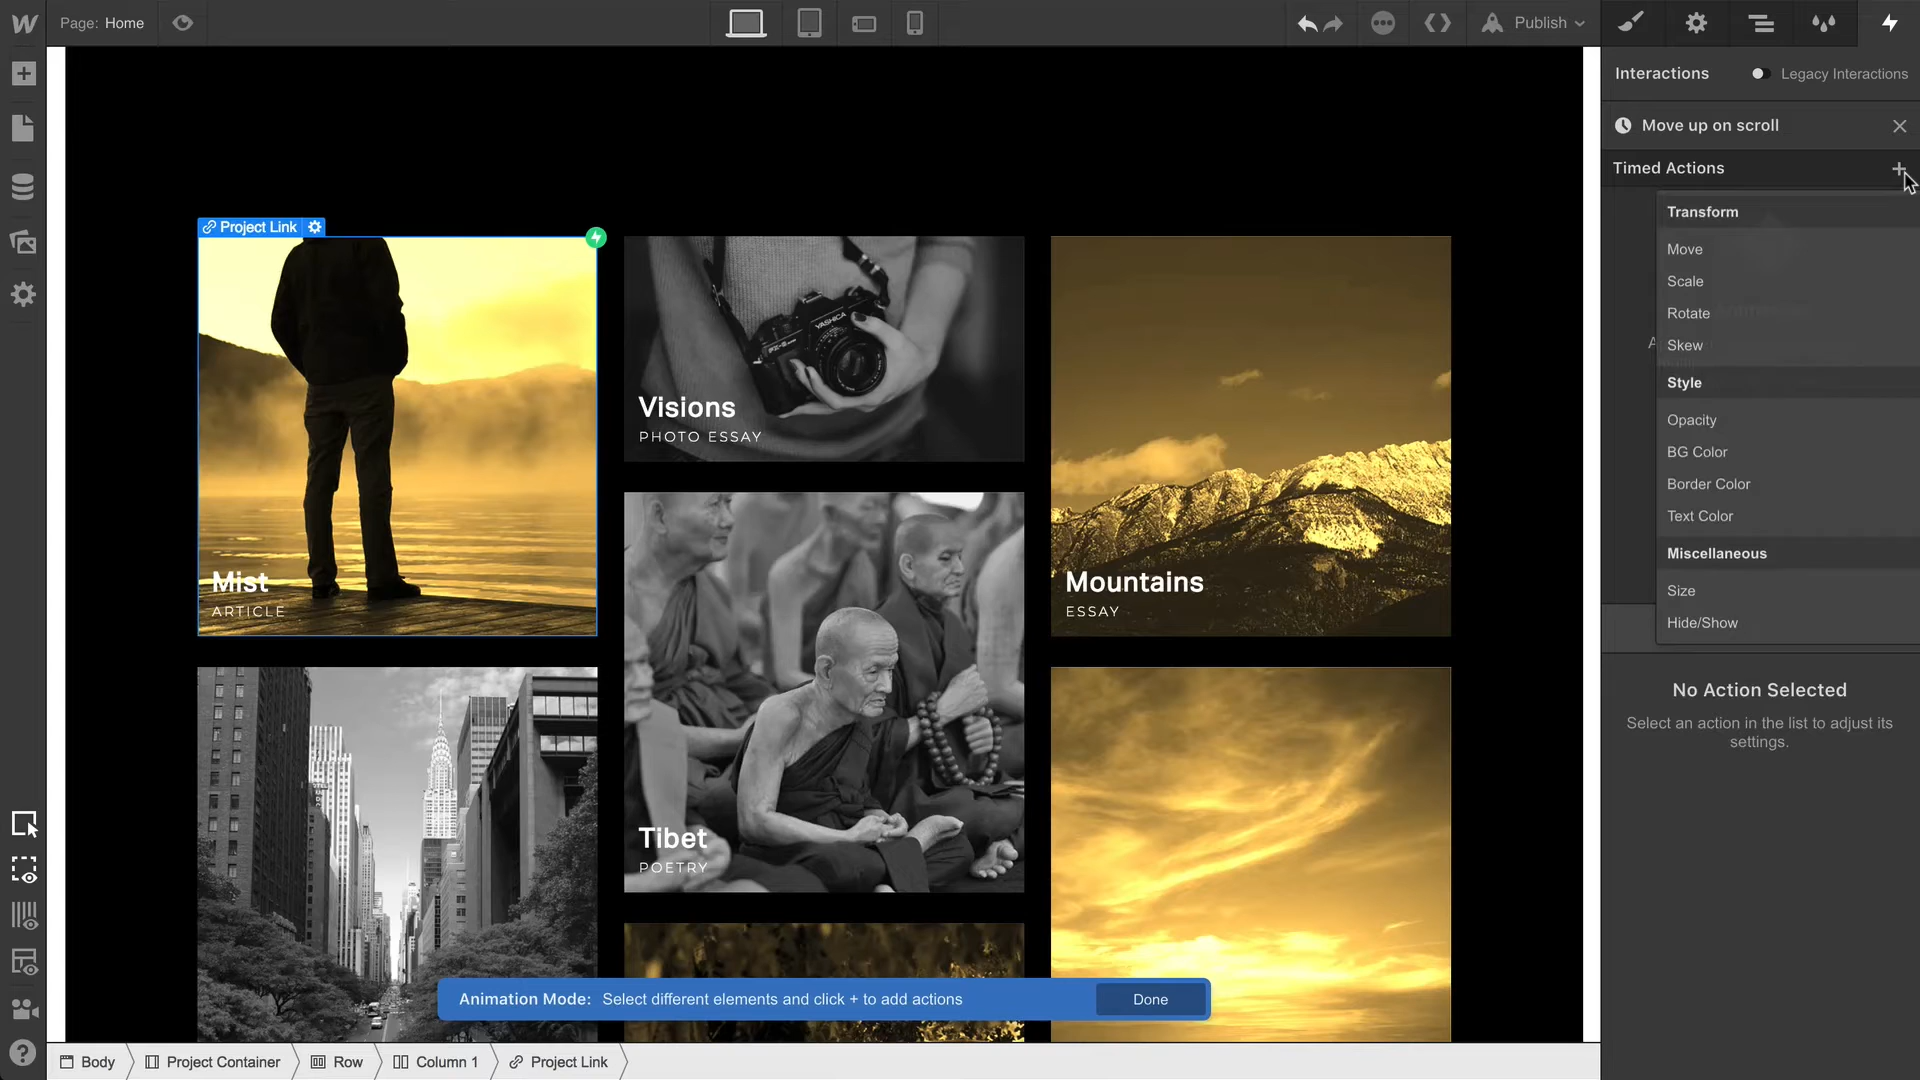 Page: Home
Publish
Interactions
Legacy Interactions
Move up on scroll
Timed Actions
Transform
Move
Scale
Rotate
Skew
Style
Opacity
BG Color
Border Color
Text Color
Miscellaneous
Size
Hide/Show
No Action Selected
Select an action in the list to adjust its
settings.
Project Link
Mist
ARTICLE
YASHICA
Visions
PHOTO ESSAY
Mountains
ESSAY
Tibet
POETRY
Animation Mode: Select different elements and click + to add actions
Done
Body
Project Container
Row
Column 1
Project Link